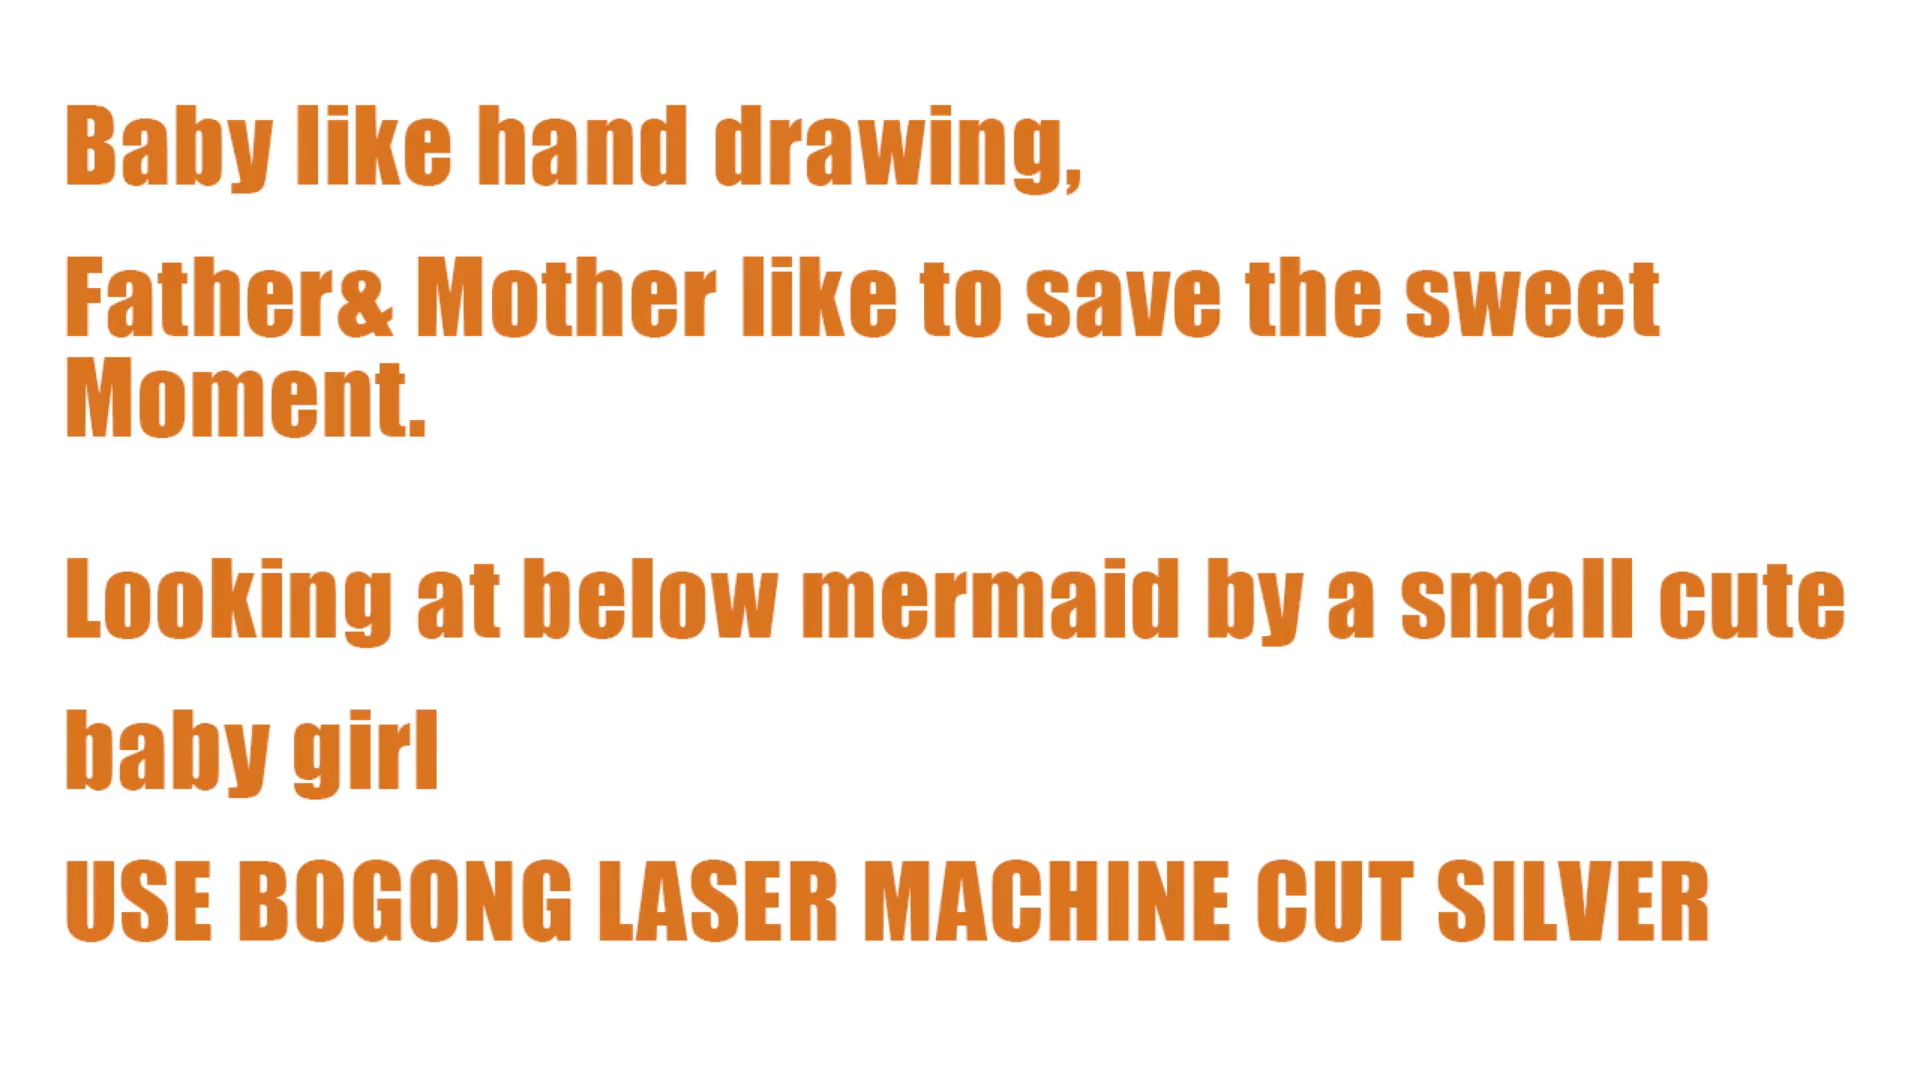 Baby like hand drawing,
Father& Mother like to save the sweet
Moment.
Looking at below mermaid by a small cute
baby girl
USE BOGONG LASER MACHINE CUT SILVER